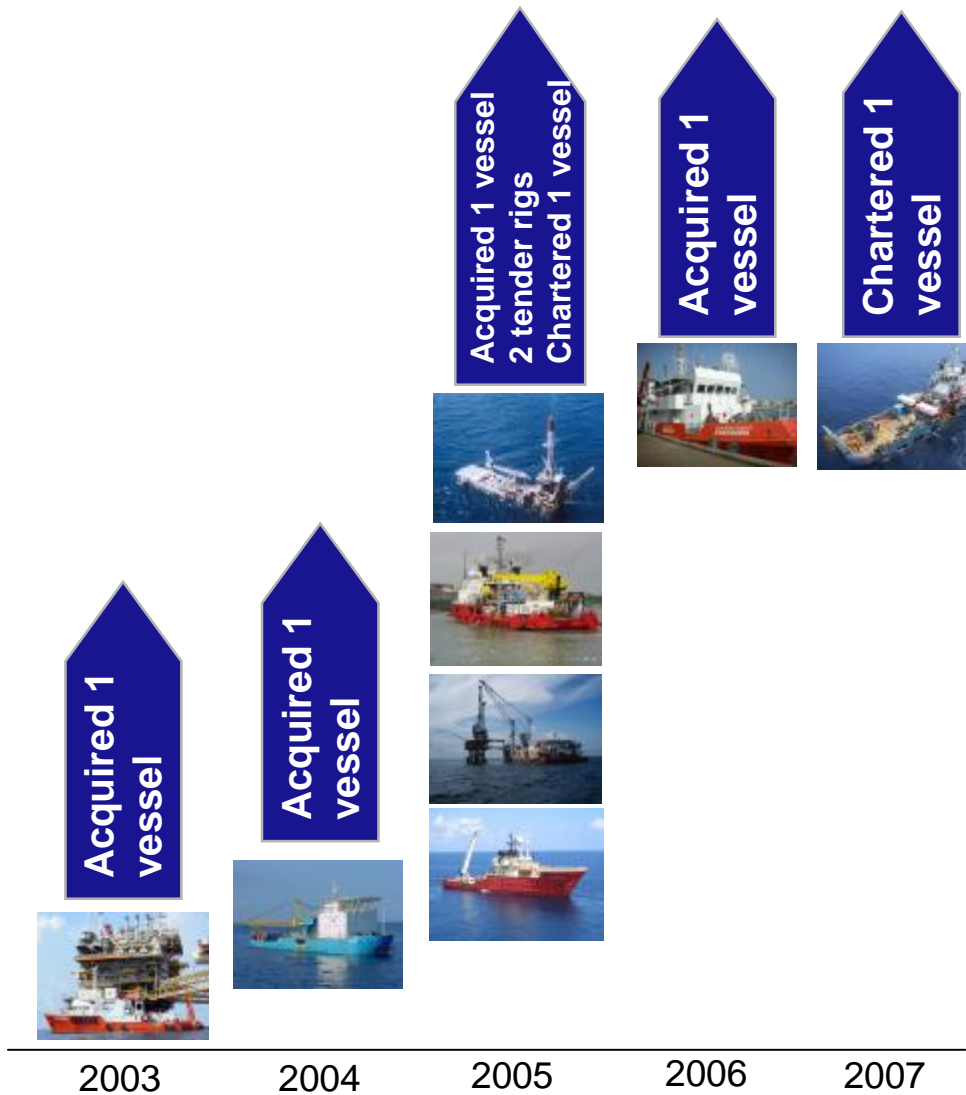 Acquired 1
vessel
Acquired 1
vessel
Acquired 1 vessel
2 tender rigs
Chartered 1 vessel
Acquired 1
vessel
Chartered 1
vessel
2003
2004
2005
2006
2007